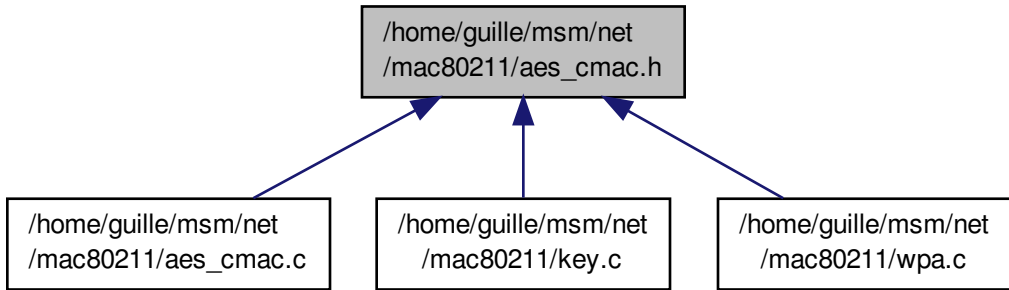 /home/guille/msm/net
/mac80211/aes_cmac.h
/home/guille/msm/net
/mac80211/aes_cmac.c
/home/guille/msm/net
/mac80211/key.c
/home/guille/msm/net
/mac80211/wpa.c